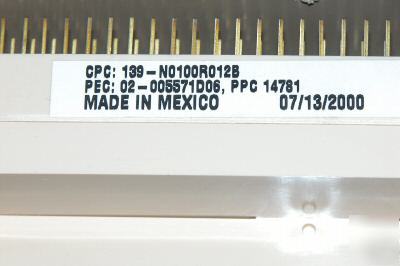 CPC: 139-N0100R012B
PEC: 02-005571D06, PPC 14781
MADE IN MEXICO 07/13/2000